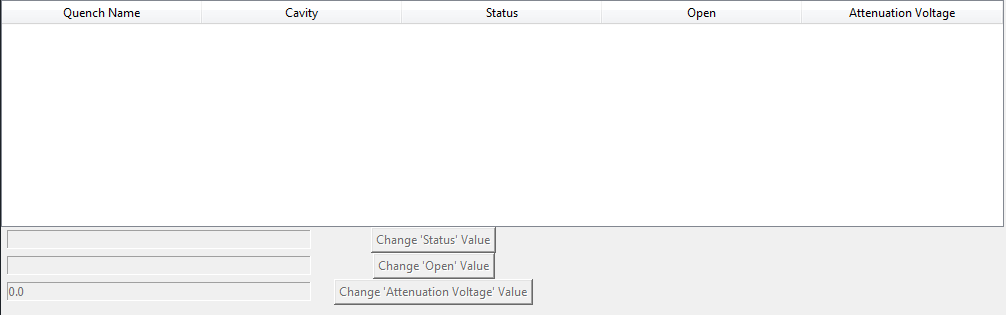 Quench Name Cavity Status Open Attenuation Voltage
Change 'Status' Value
Change 'Open' Value
0.0 Change 'Attenuation Voltage' Value